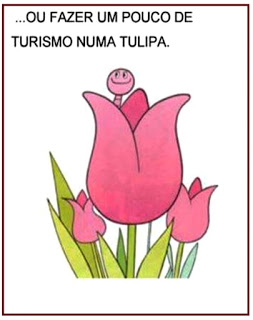 ...OU FAZER UM POUCO DE
TURISMO NUMA TULIPA.